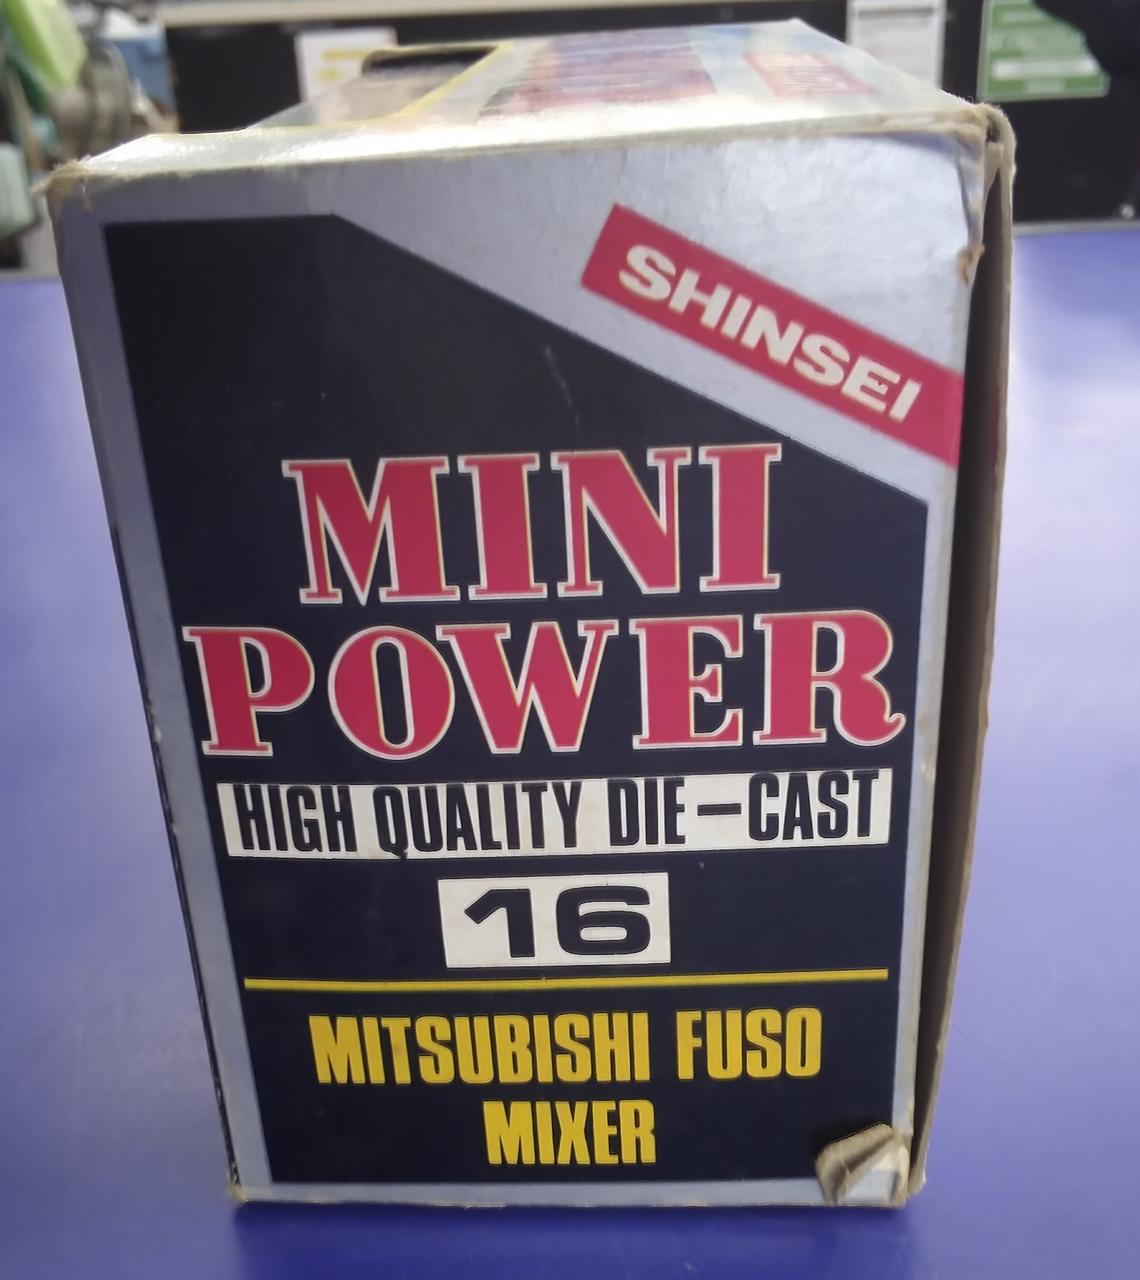 SHINSEI
MINI
POWER
HIGH QUALITY DIE-CAST
16
MITSUBISHI FUSO
MIXER